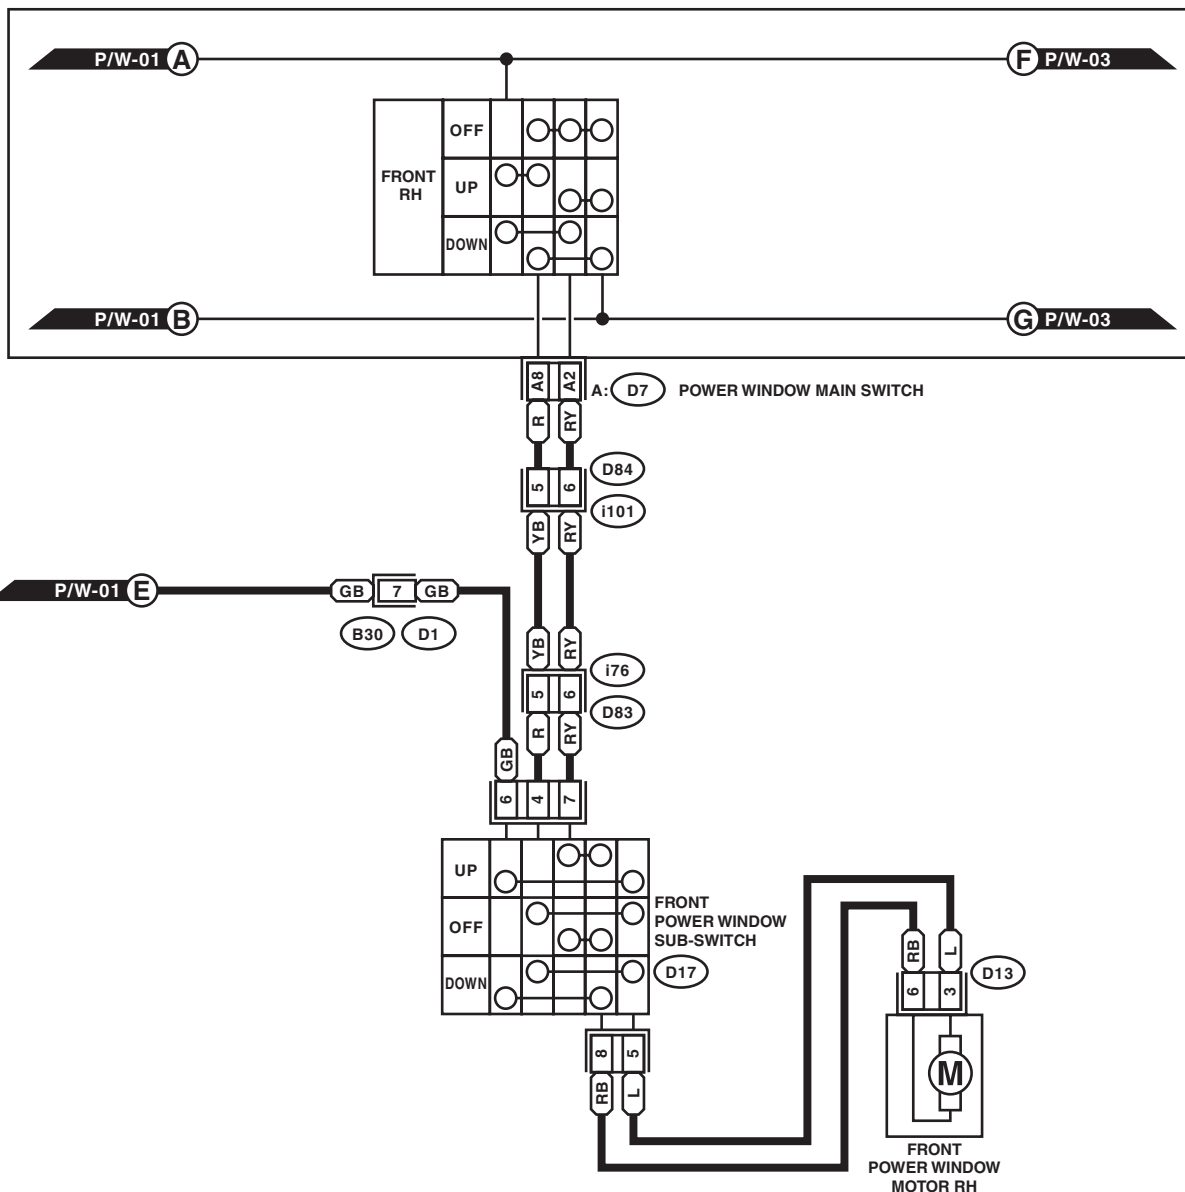 P/W-01 A
F P/W-03
FRONT
RH
OFF
UP
DOWN
P/W-01 B
G P/W-03
A8 A2
A: D7 POWER WINDOW MAIN SWITCH
R RY
D84
5 6
i101
YB RY
P/W-01 E
GB 7 GB
B30 D1
YB RY
i76
5 6
D83
R RY
GB
6 4 7
UP
OFF
DOWN
FRONT
POWER WINDOW
SUB-SWITCH
D17
RB L
6 3
D13
8 5
RB L
M
FRONT
POWER WINDOW
MOTOR RH